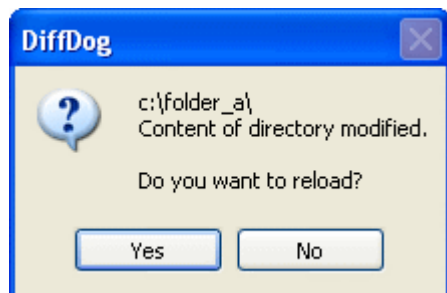 DiffDog
c:\folder_a\
Content of directory modified.
Do you want to reload?
Yes
No